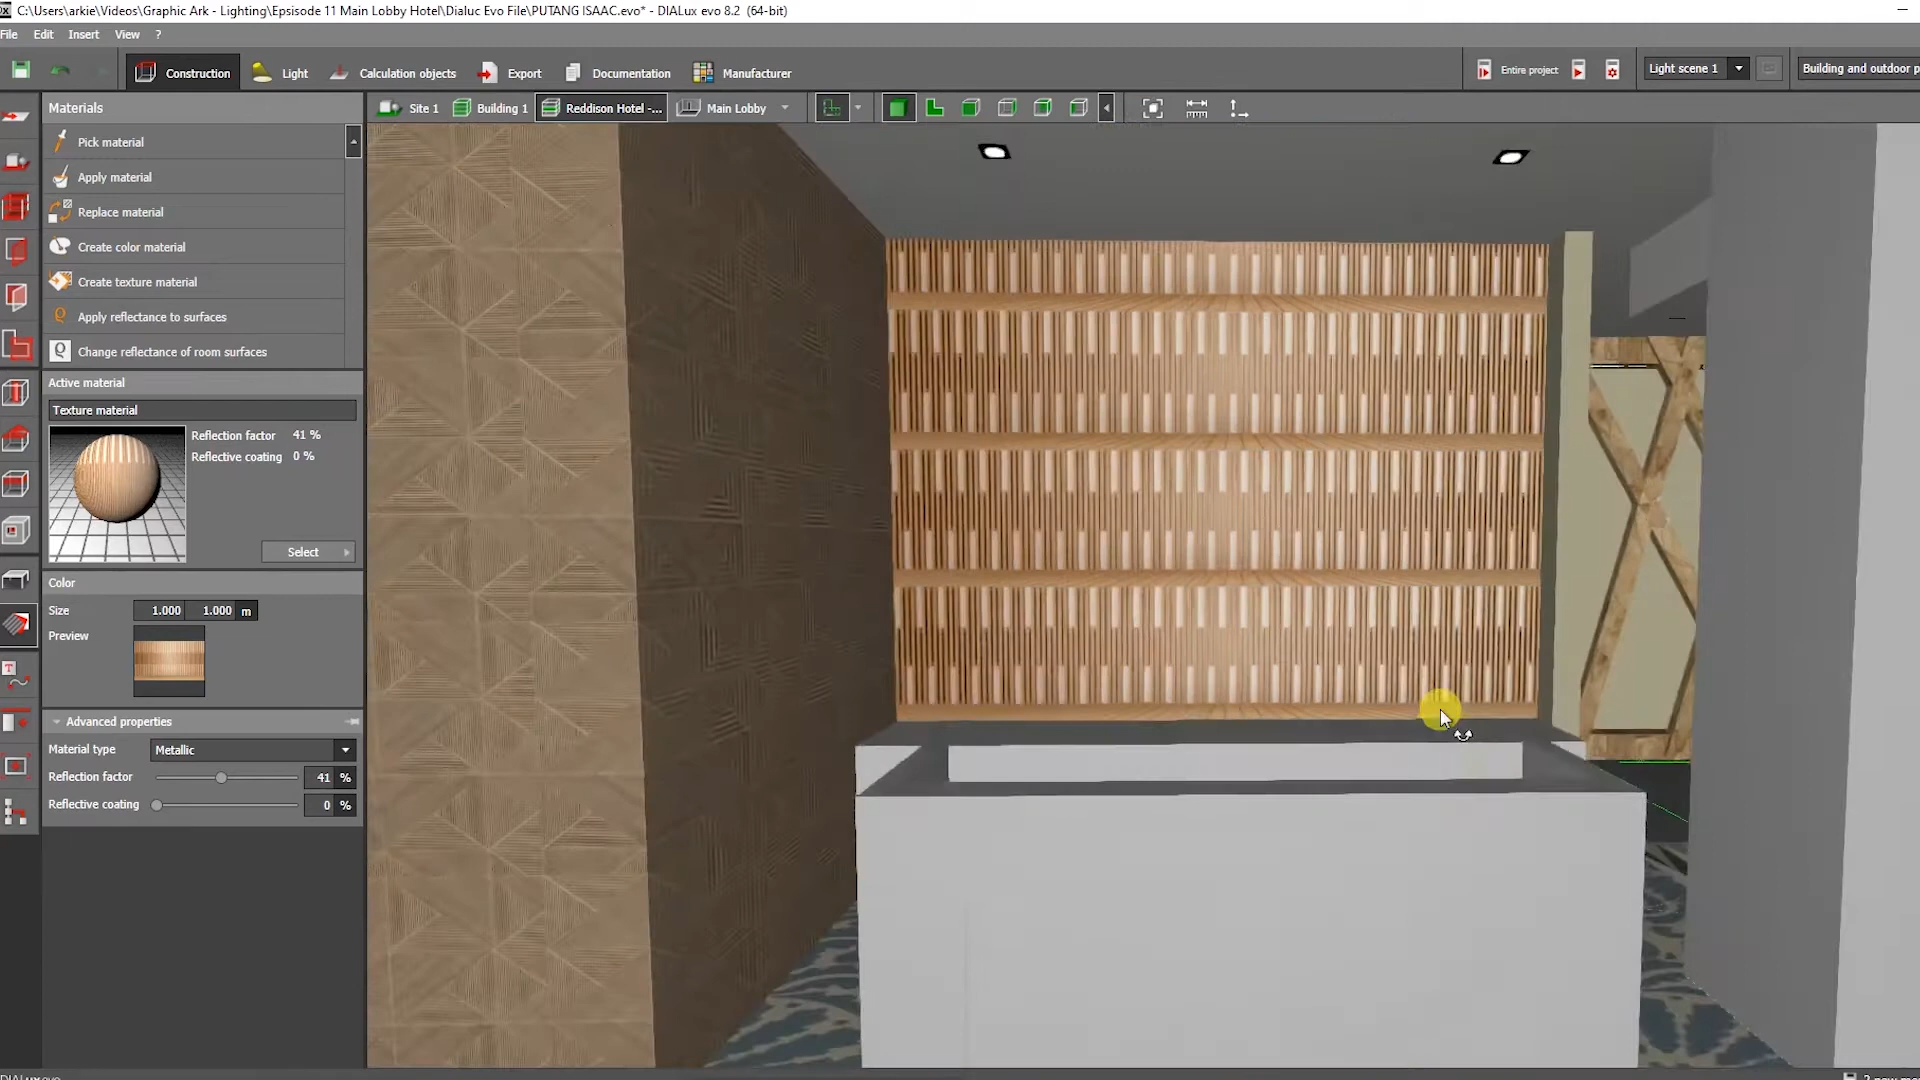 C:\Users\arkie\Videos\Graphic Ark - Lighting\Epsisode 11 Main Lobby Hotel\Dialuc Evo File\PUTANG ISAAC.evo* - DIALux evo 8.2 (64-bit)
File Edit Insert View ?
Construction Light Calculation objects Export Documentation Manufacturer Entire project Light scene 1 Building and outdoor p
Materials Site 1 Building 1 Reddison Hotel -... Main Lobby
Pick material
Apply material
Replace material
Create color material
Create texture material
Apply reflectance to surfaces
Change reflectance of room surfaces
Active material
Texture material
Reflection factor 41 %
Reflective coating 0 %
Select
Color
Size 1.000 1.000 m
Preview
Advanced properties
Material type Metallic
Reflection factor 41 %
Reflective coating 0 %